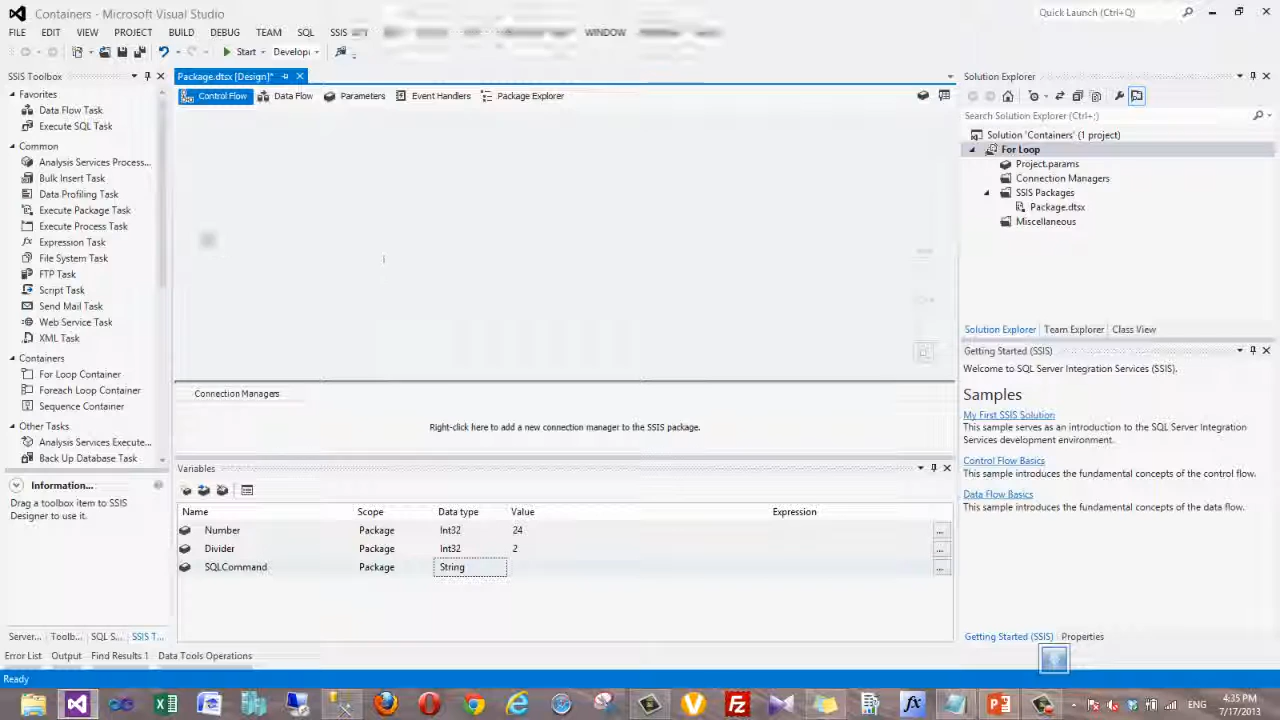 Containers - Microsoft Visual Studio
Quick Launch (Ctrl+Q)
FILE EDIT VIEW PROJECT BUILD DEBUG TEAM SQL SSIS WINDOW
Start Developi
SSIS Toolbox
Favorites
Data Flow Task
Execute SQL Task
Common
Analysis Services Process...
Bulk Insert Task
Data Profiling Task
Execute Package Task
Execute Process Task
Expression Task
File System Task
FTP Task
Script Task
Send Mail Task
Web Service Task
XML Task
Containers
For Loop Container
Foreach Loop Container
Sequence Container
Other Tasks
Analysis Services Execute...
Back Up Database Task
Information...
Drag a toolbox item to SSIS
Designer to use it.
Server... Toolb... SQL S... SSIS T...
Package.dtsx [Design]*
Control Flow Data Flow Parameters Event Handlers Package Explorer
Connection Managers
Right-click here to add a new connection manager to the SSIS package.
Variables
Name Scope Data type Value Expression
Number Package Int32 24 ...
Divider Package Int32 2 ...
SQLCommand Package String ...
Solution Explorer
Search Solution Explorer (Ctrl+;)
Solution 'Containers' (1 project)
For Loop
Project.params
Connection Managers
SSIS Packages
Package.dtsx
Miscellaneous
Solution Explorer Team Explorer Class View
Getting Started (SSIS)
Welcome to SQL Server Integration Services (SSIS).
Samples
My First SSIS Solution
This sample serves as an introduction to the SQL Server Integration
Services development environment.
Control Flow Basics
This sample introduces the fundamental concepts of the control flow.
Data Flow Basics
This sample introduces the fundamental concepts of the data flow.
Getting Started (SSIS) Properties
Error List Output Find Results 1 Data Tools Operations
Ready
ENG
4:35 PM
7/17/2013